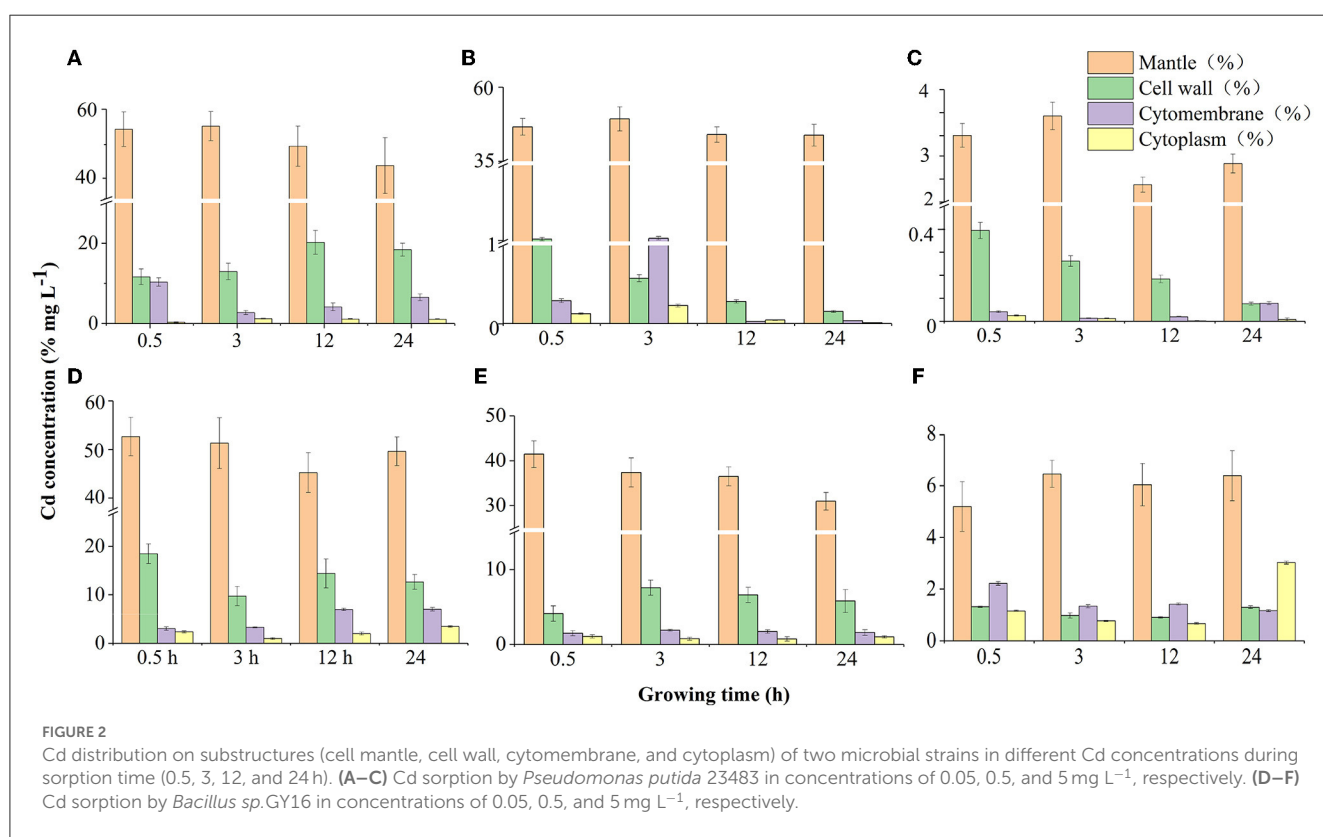 A
B
C
Mantle (%)
Cell wall (%)
Cytomembrane (%)
Cytoplasm (%)
60
40
20
0
0.5 3 12 24
60
35
1
0
0.5 3 12 24
4
3
2
0.4
0
0.5 3 12 24
Cd concentration (% mg L⁻¹)
D
E
F
60
50
40
20
10
0
0.5 h 3 h 12 h 24
50
40
30
10
0
0.5 3 12 24
8
6
4
2
0
0.5 3 12 24
Growing time (h)
FIGURE 2
Cd distribution on substructures (cell mantle, cell wall, cytomembrane, and cytoplasm) of two microbial strains in different Cd concentrations during
sorption time (0.5, 3, 12, and 24 h). (A–C) Cd sorption by Pseudomonas putida 23483 in concentrations of 0.05, 0.5, and 5 mg L⁻¹, respectively. (D–F)
Cd sorption by Bacillus sp.GY16 in concentrations of 0.05, 0.5, and 5 mg L⁻¹, respectively.